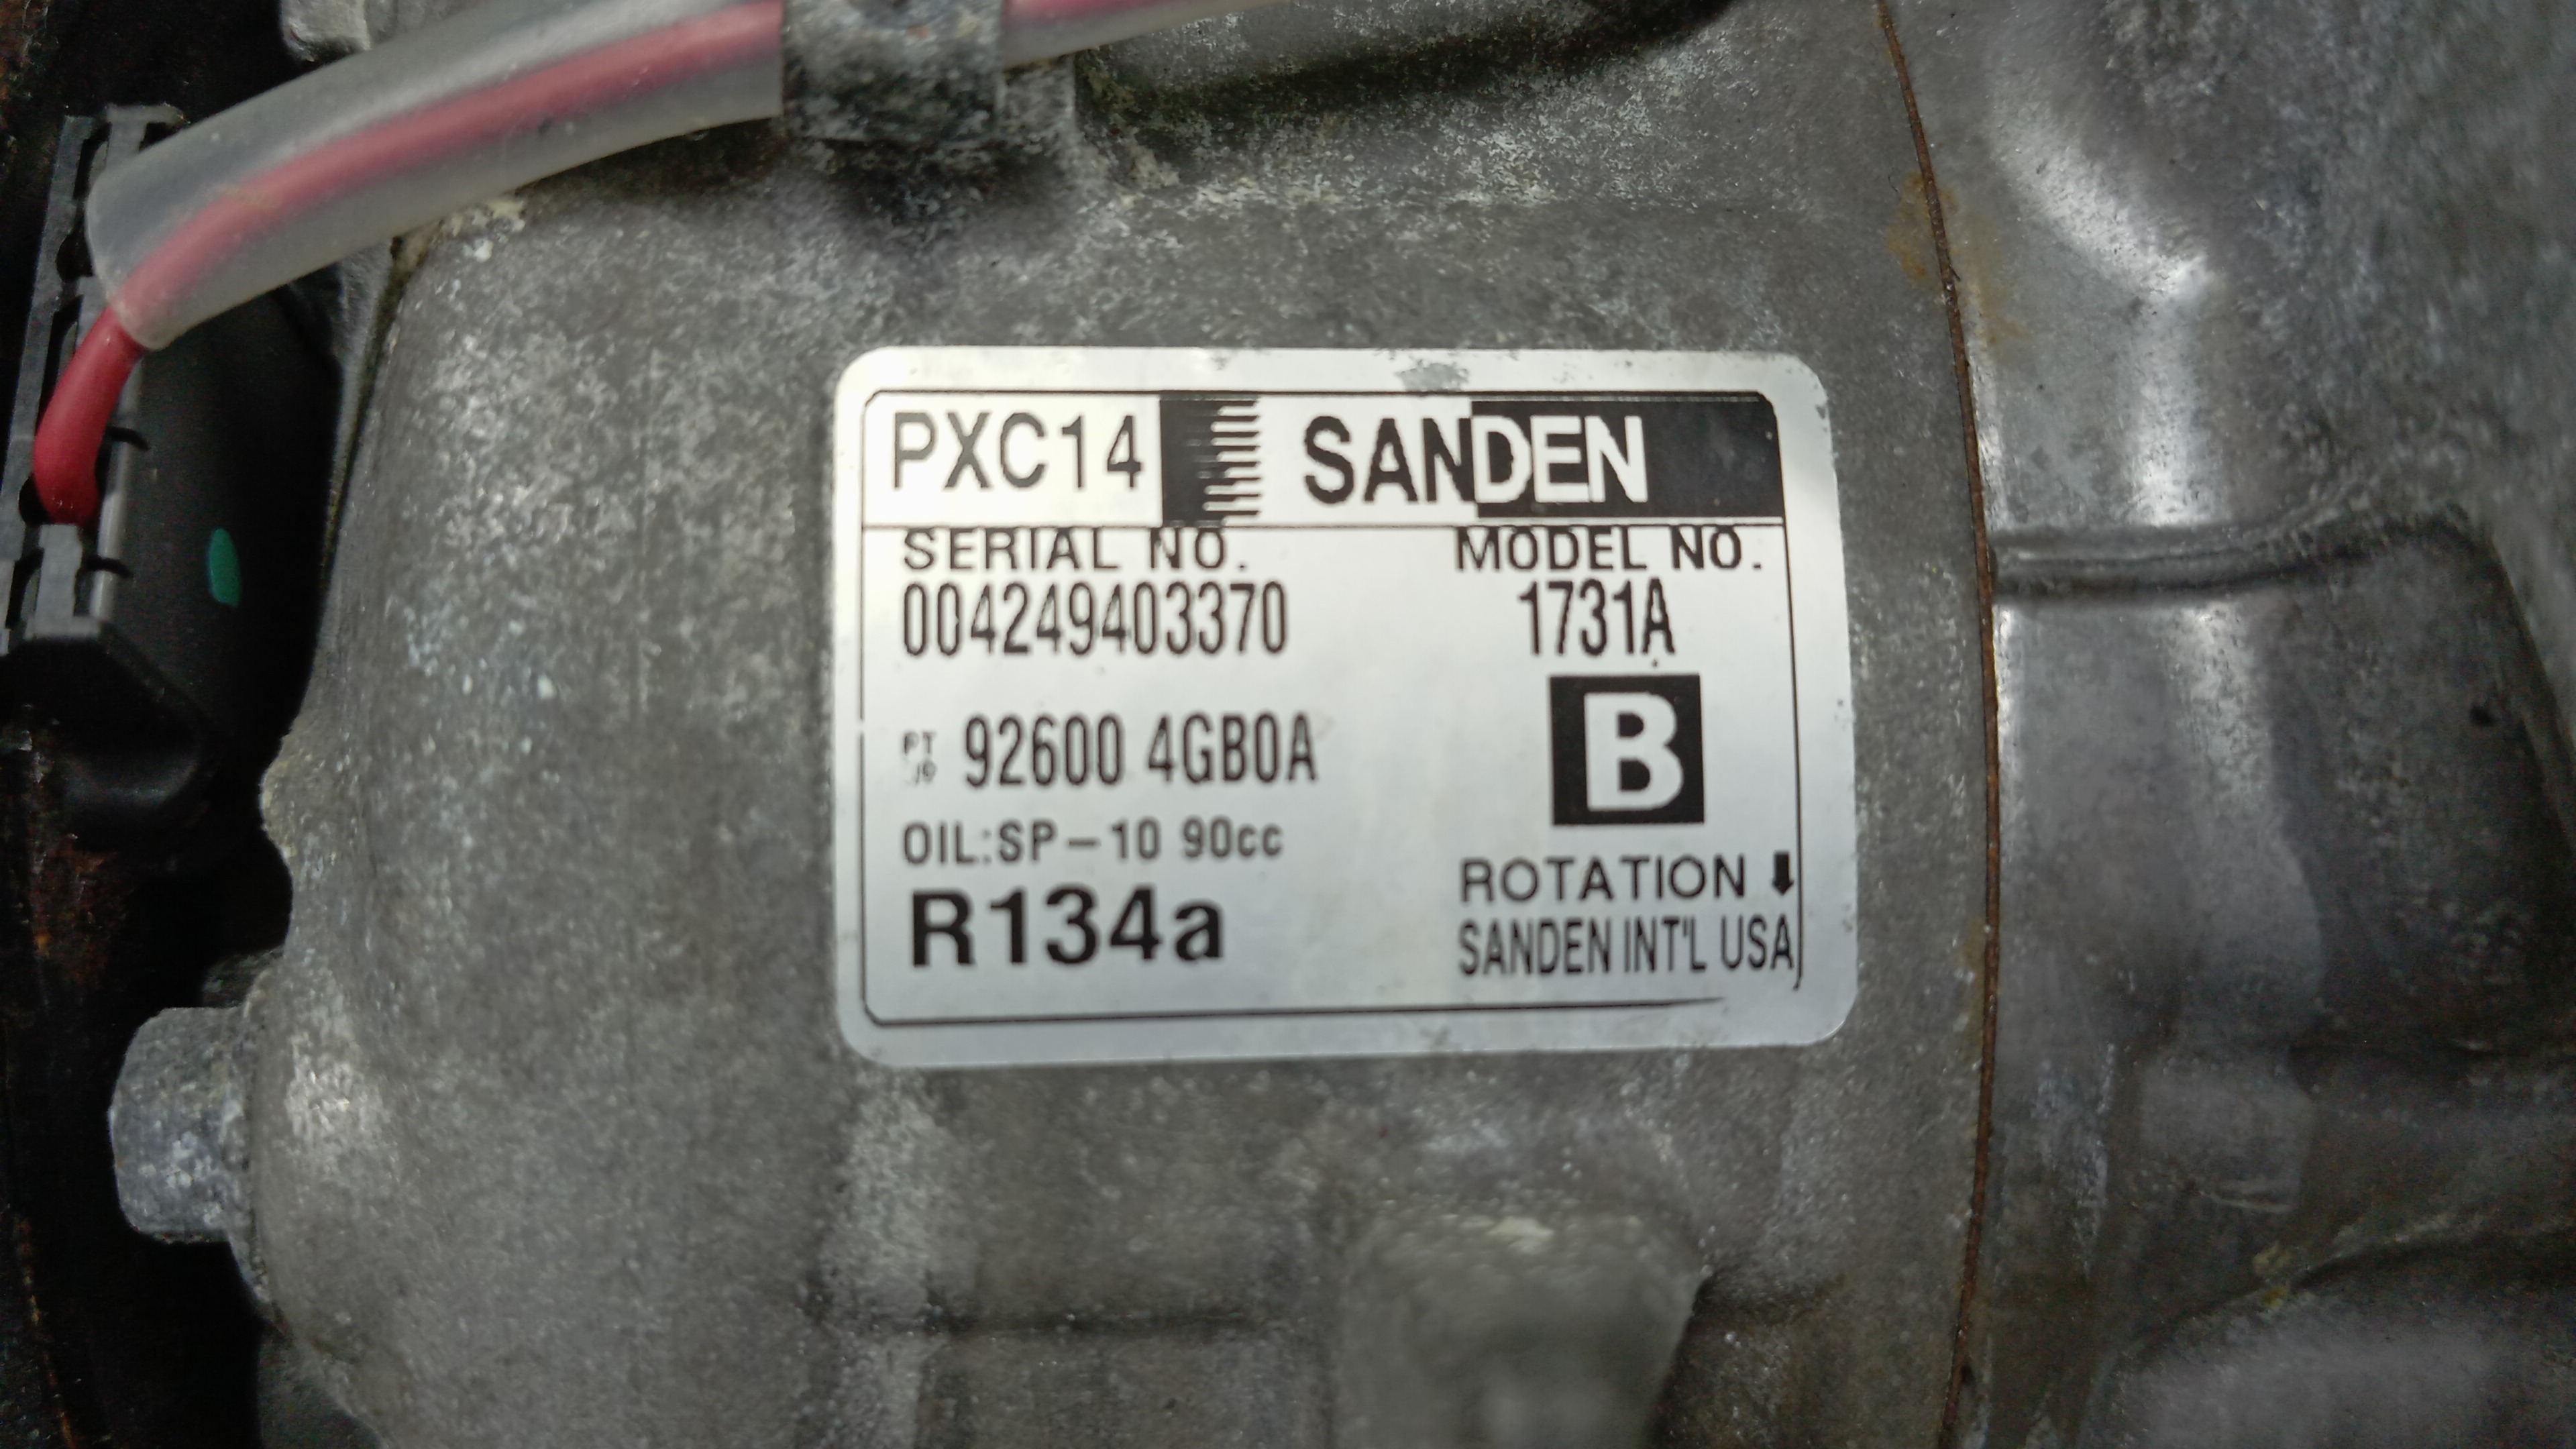 PXC14 SANDEN
SERIAL NO. MODEL NO.
004249403370 1731A
PT 92600 4GB0A
B
OIL:SP-10 90cc
ROTATION
R134a
SANDEN INT'L USA